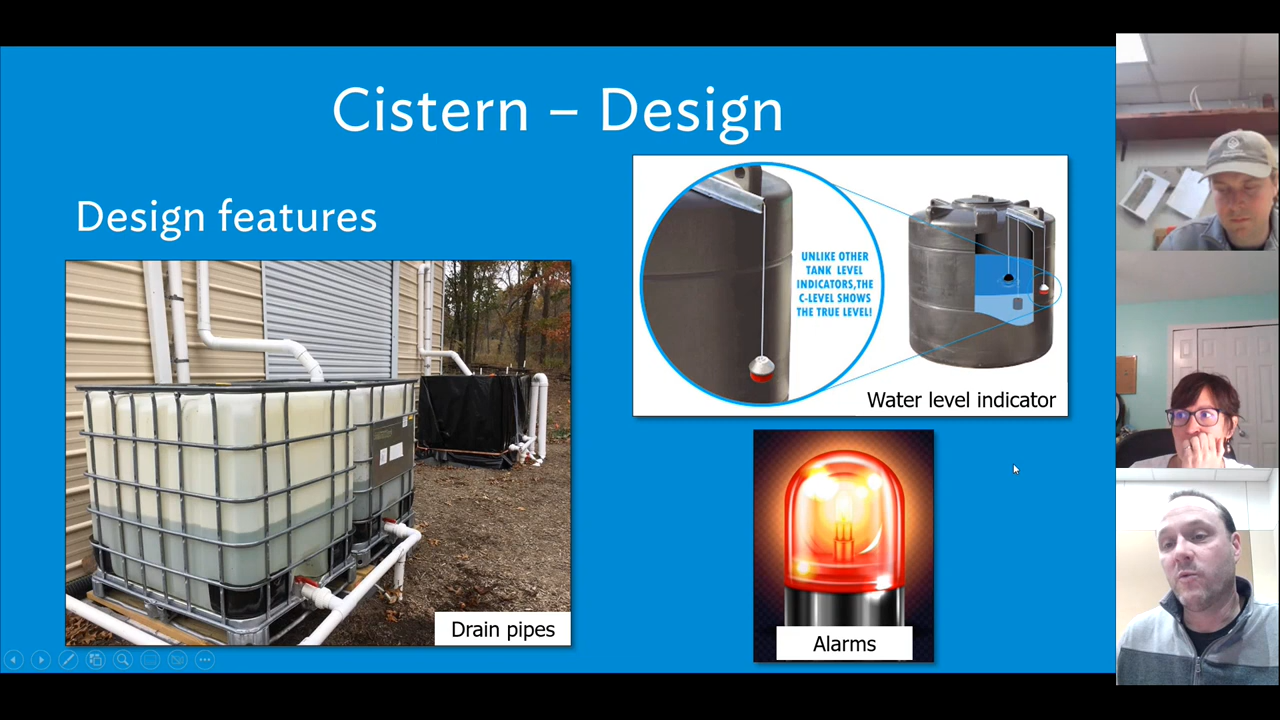 Cistern – Design
Design features
UNLIKE OTHER
TANK LEVEL
INDICATORS,THE
C-LEVEL SHOWS
THE TRUE LEVEL!
Water level indicator
Drain pipes
Alarms